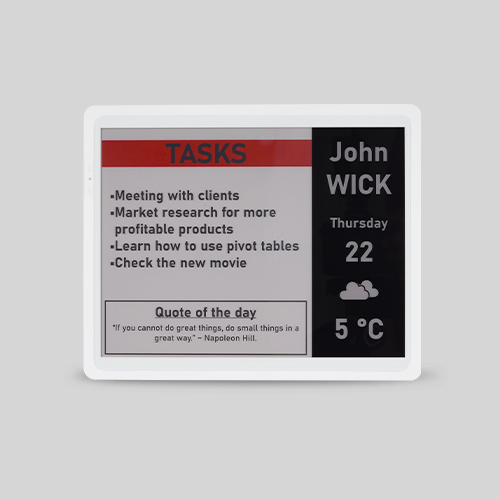 TASKS
▪Meeting with clients
▪Market research for more
profitable products
▪Learn how to use pivot tables
▪Check the new movie
Quote of the day
"If you cannot do great things, do small things in a
great way." – Napoleon Hill.
John
WICK
Thursday
22
5 °C